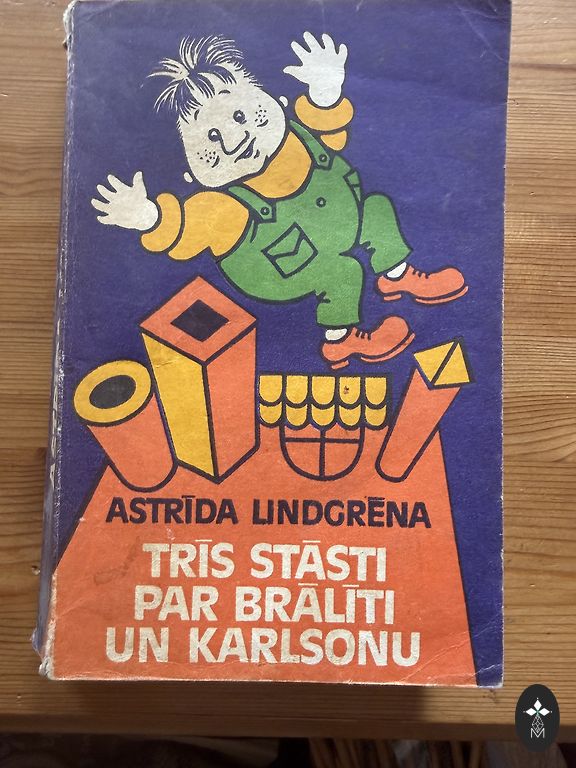 ASTRĪDA LINDGRĒNA
TRĪS STĀSTI
PAR BRĀLĪTI
UN KARLSONU